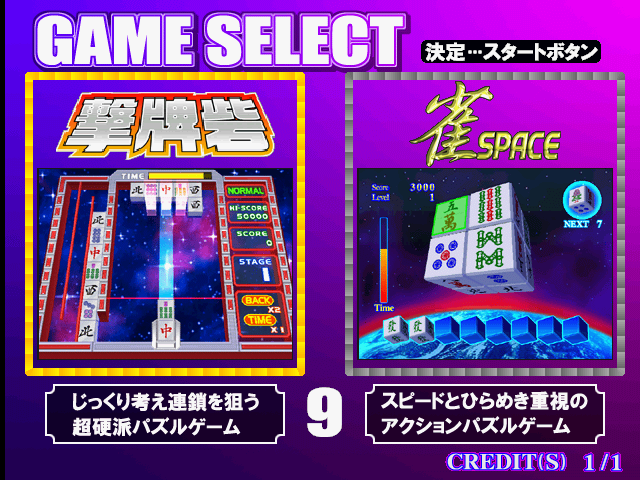 GAME SELECT
決定…スタートボタン
撃牌砦
雀SPACE
TIME
NORMAL
HI-SCORE
50000
SCORE
0
STAGE
1
BACK
X2
TIME
X1
Score 3000
Level 1
NEXT 7
Time
じっくり考え連鎖を狙う
超硬派パズルゲーム
9
スピードとひらめき重視の
アクションパズルゲーム
CREDIT(S) 1/1